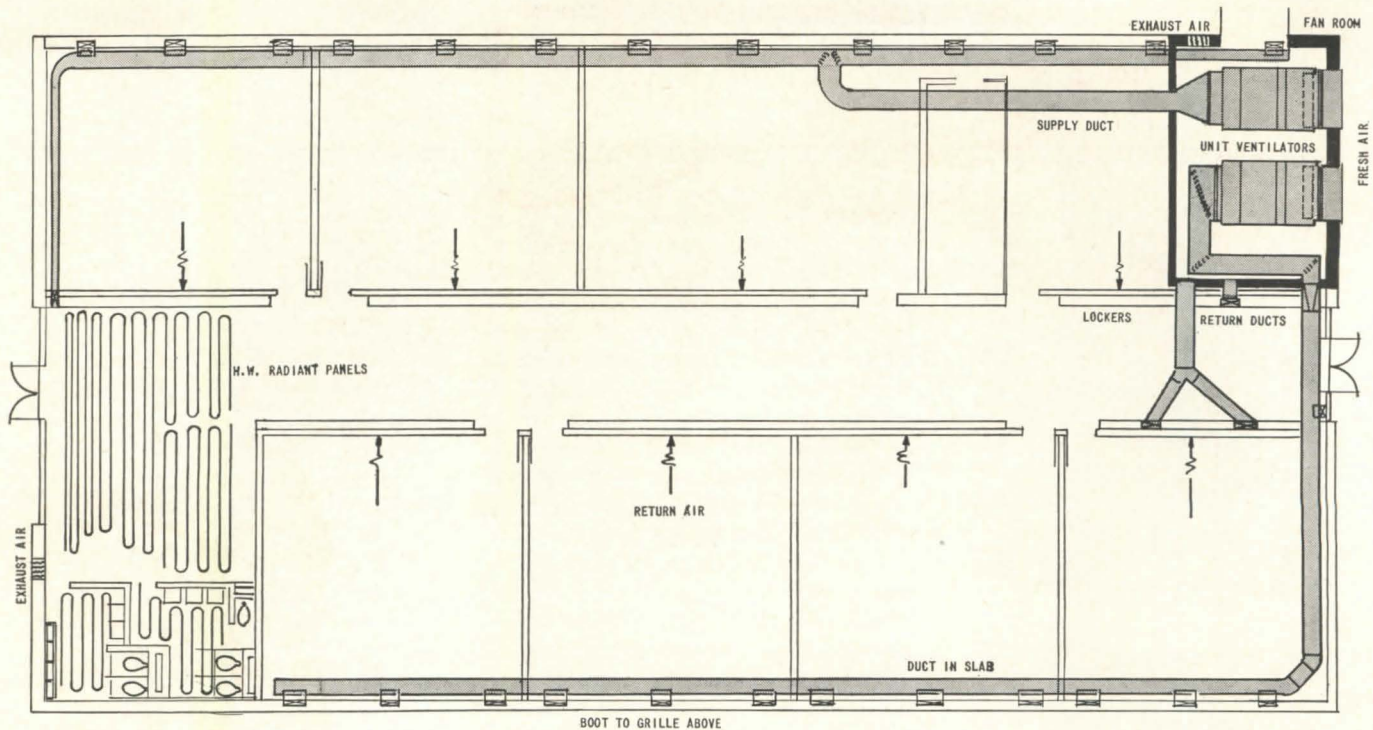 EXHAUST AIR
FAN ROOM
SUPPLY DUCT
UNIT VENTILATORS
FRESH AIR
LOCKERS
RETURN DUCTS
H.W. RADIANT PANELS
RETURN AIR
EXHAUST AIR
DUCT IN SLAB
BOOT TO GRILLE ABOVE